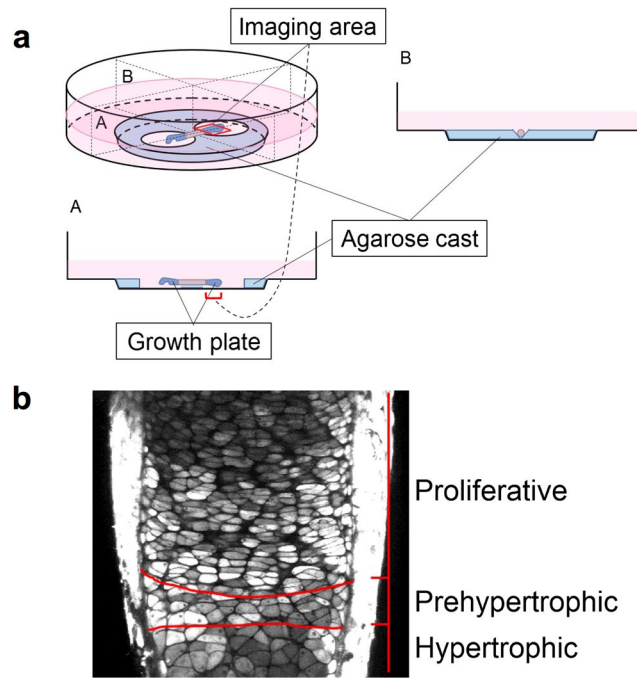 a
Imaging area
B
A
B
A
Agarose cast
Growth plate
b
Proliferative
Prehypertrophic
Hypertrophic